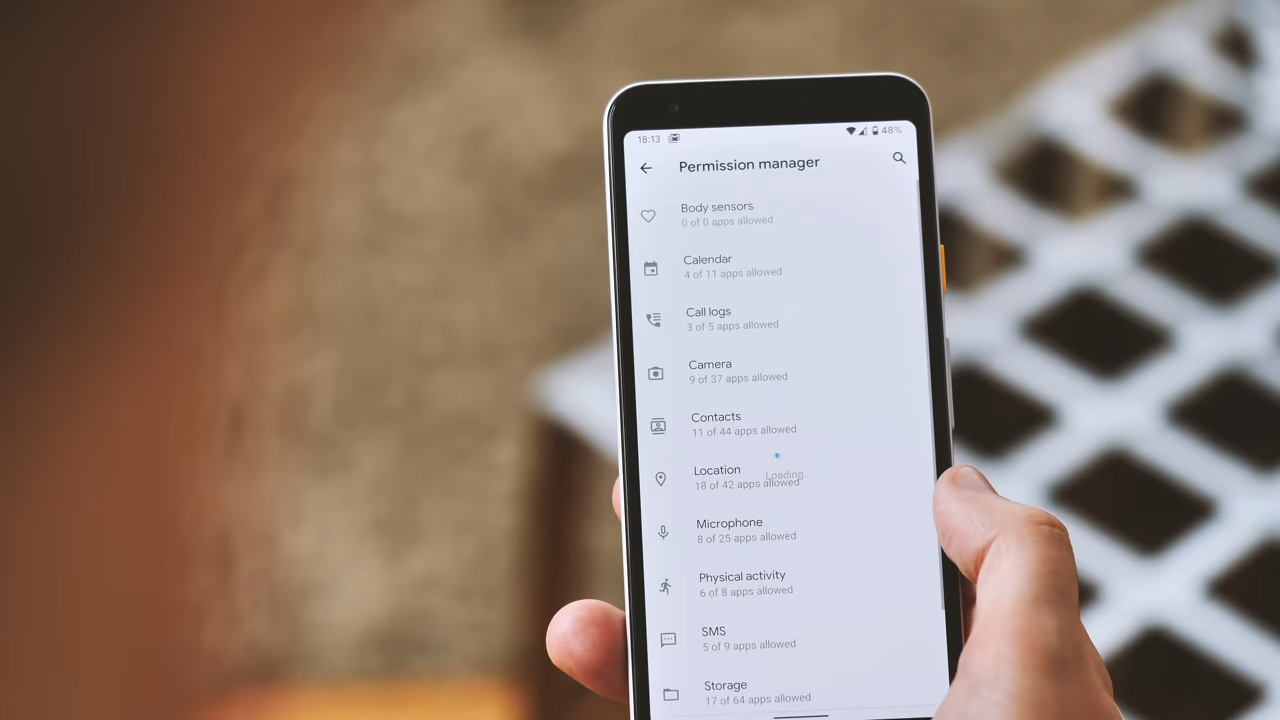 18:13 48%
Permission manager
Body sensors
0 of 0 apps allowed
Calendar
4 of 11 apps allowed
Call logs
3 of 5 apps allowed
Camera
9 of 37 apps allowed
Contacts
11 of 44 apps allowed
Location
Loading...
18 of 42 apps allowed
Microphone
8 of 25 apps allowed
Physical activity
6 of 8 apps allowed
SMS
5 of 9 apps allowed
Storage
17 of 64 apps allowed